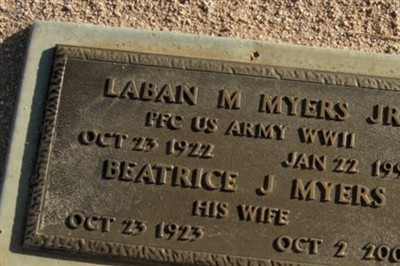 LABAN M MYERS JR
PFC US ARMY WWII
OCT 23 1922 JAN 22
BEATRICE J MYERS
HIS WIFE
OCT 23 1923 OCT 2